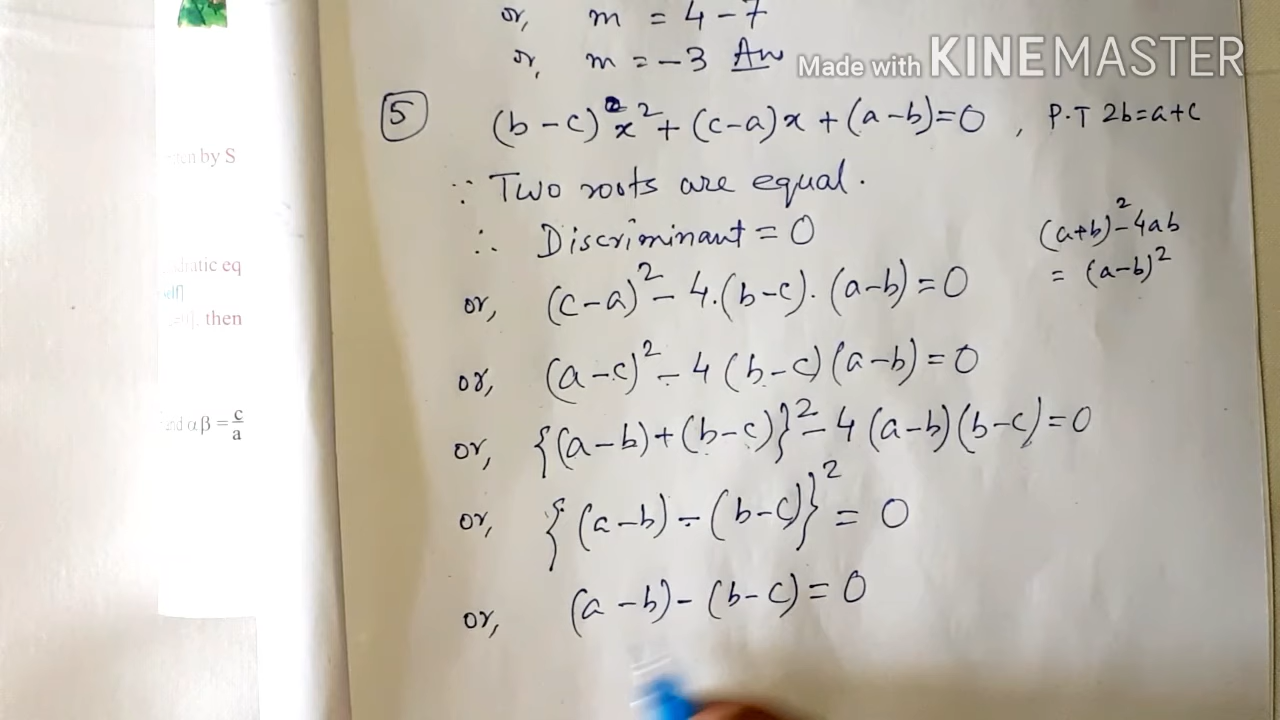 or, m = 4 - 7
or, m = -3 Ans
Made with KINEMASTER
5 (b-c)x² + (c-a)x + (a-b)=0 , P.T 2b=a+c
by S
∵ Two roots are equal.
∴ Discriminant = 0
(a+b)²-4ab
= (a-b)²
eq
or, (c-a)² - 4.(b-c).(a-b) = 0
then
or, (a-c)² - 4(b-c)(a-b) = 0
and αβ = c/a
or, {(a-b)+(b-c)}² - 4(a-b)(b-c)=0
or, {(a-b)-(b-c)}² = 0
or, (a-b)-(b-c)=0